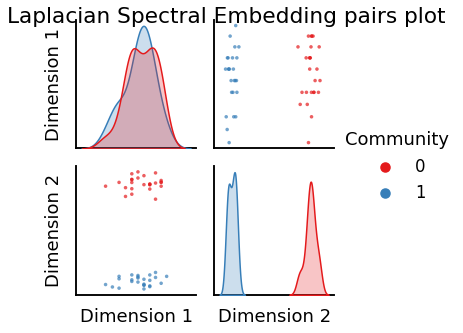 Laplacian Spectral Embedding pairs plot
Dimension 1
Community
0
1
Dimension 2
Dimension 1
Dimension 2